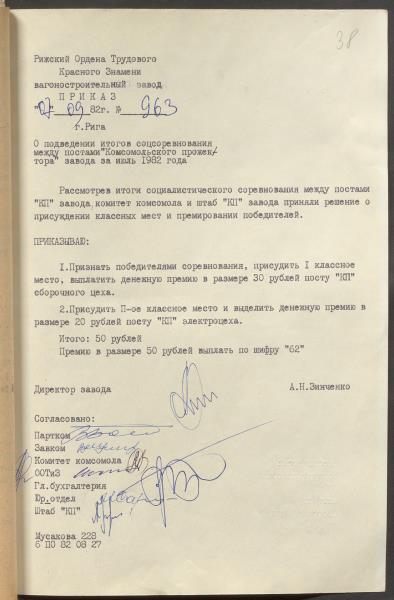 38
Рижский Ордена Трудового
Красного Знамени
вагоностроительный завод
П Р И К А З
"07" 09 82г. № 963
г.Рига
О подведении итогов соцсоревнования
между постами"Комсомольского прожек-
тора" завода за июль 1982 года
Рассмотрев итоги социалистического соревнования между постами
"КП" завода комитет комсомола и штаб "КП" завода приняли решение о
присуждении классных мест и премировании победителей.
ПРИКАЗЫВАЮ:
I.Признать победителями соревнования, присудить I классное
место, выплатить денежную премию в размере 30 рублей посту "КП"
сборочного цеха.
2.Присудить П-ое классное место и выделить денежную премию в
размере 20 рублей посту "КП" электроцеха.
Итого: 50 рублей
Премию в размере 50 рублей выплать по шифру "62"
Директор завода А.Н.Зинченко
Согласовано:
Партком
Завком
Комитет комсомола
ООТиЗ
Гл.бухгалтерия
Юр.отдел
Штаб "КП"
Мусакова 228
6 ПО 82 08 27